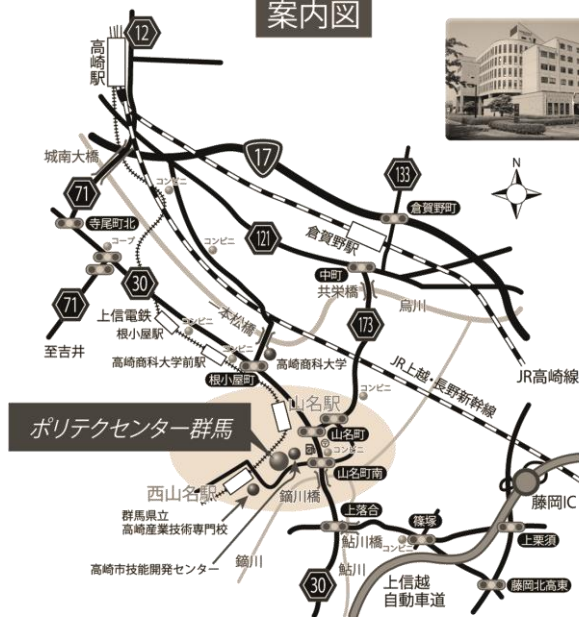 案内図
12
高崎駅
城南大橋
17
133
71
コンビニ
倉賀野町
寺尾町北
コープ
コンビニ
121
倉賀野駅
中町
30
共栄橋
烏川
71
上信電鉄
一本松橋
173
根小屋駅
コンビニ
至吉井
高崎商科大学前駅
コンビニ
高崎商科大学
JR上越・長野新幹線
JR高崎線
根小屋町
コンビニ
山名駅
ポリテクセンター群馬
山名町
コンビニ
山名町南
西山名駅
鏑川橋
藤岡IC
群馬県立
高崎産業技術専門校
上落合
篠塚
上栗須
鮎川橋
コンビニ
高崎市技能開発センター
鏑川
鮎川
30
上信越
自動車道
藤岡北高東
N